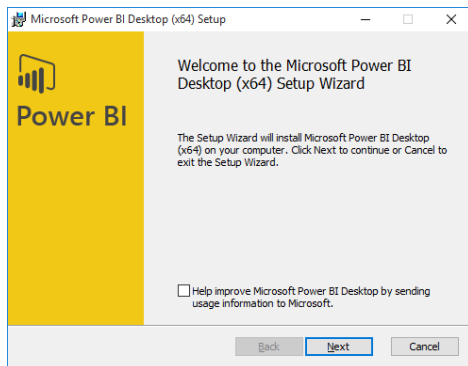 Microsoft Power BI Desktop (x64) Setup
Power BI
Welcome to the Microsoft Power BI
Desktop (x64) Setup Wizard
The Setup Wizard will install Microsoft Power BI Desktop
(x64) on your computer. Click Next to continue or Cancel to
exit the Setup Wizard.
Help improve Microsoft Power BI Desktop by sending
usage information to Microsoft.
Back Next Cancel